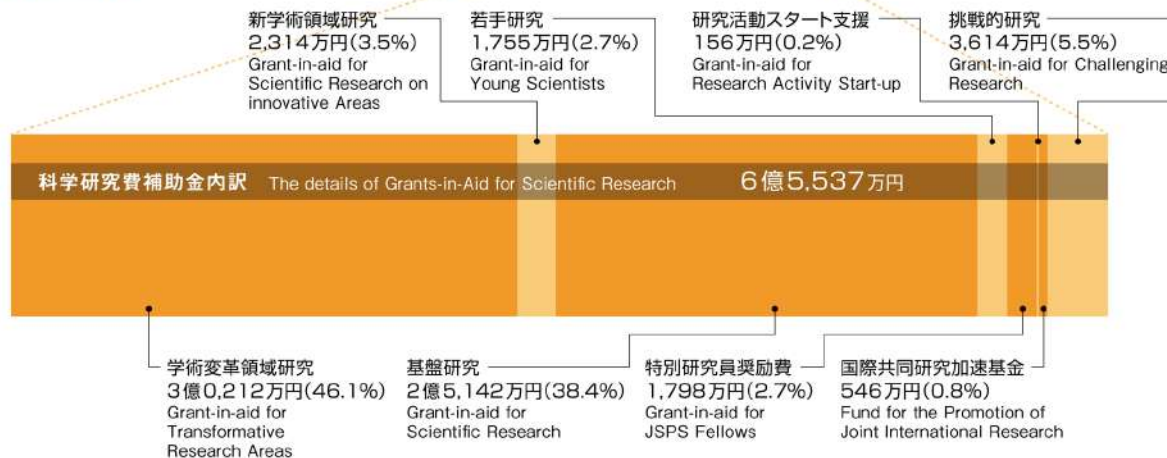 新学術領域研究
2,314万円(3.5%)
Grant-in-aid for
Scientific Research on
innovative Areas
若手研究
1,755万円(2.7%)
Grant-in-aid for
Young Scientists
研究活動スタート支援
156万円(0.2%)
Grant-in-aid for
Research Activity Start-up
挑戦的研究
3,614万円(5.5%)
Grant-in-aid for Challenging
Research
科学研究費補助金内訳 The details of Grants-in-Aid for Scientific Research 6億5,537万円
学術変革領域研究
3億0,212万円(46.1%)
Grant-in-aid for
Transformative
Research Areas
基盤研究
2億5,142万円(38.4%)
Grant-in-aid for
Scientific Research
特別研究員奨励費
1,798万円(2.7%)
Grant-in-aid for
JSPS Fellows
国際共同研究加速基金
546万円(0.8%)
Fund for the Promotion of
Joint International Research